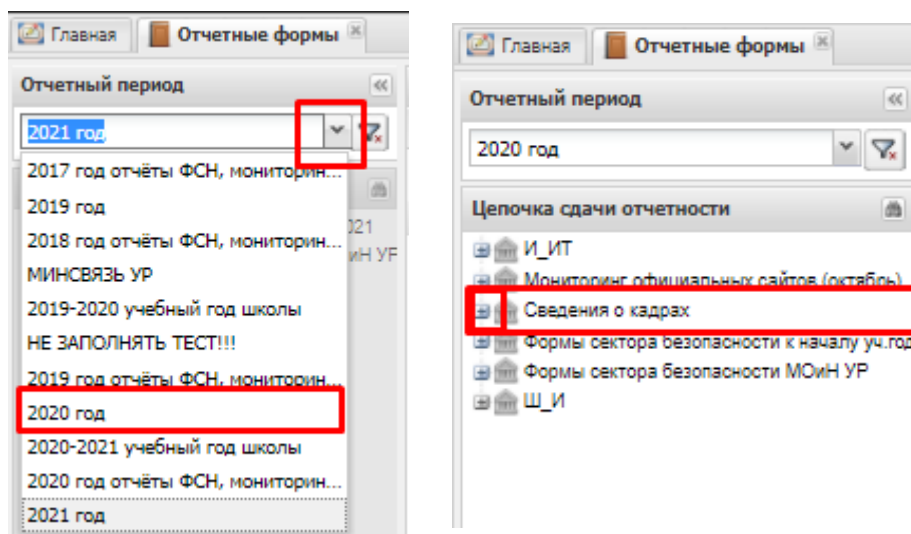 Главная
Отчетные формы
Отчетный период
2021 год
2017 год отчёты ФСН, мониторин...
2019 год
2018 год отчёты ФСН, мониторин...
МИНСВЯЗЬ УР
2019-2020 учебный год школы
НЕ ЗАПОЛНЯТЬ ТЕСТ!!!
2019 год отчёты ФСН, мониторин...
2020 год
2020-2021 учебный год школы
2020 год отчёты ФСН, мониторин...
2021 год
Главная
Отчетные формы
Отчетный период
2020 год
Цепочка сдачи отчетности
И_ИТ
Мониторинг официальных сайтов (октябрь)
Сведения о кадрах
Формы сектора безопасности к началу уч.год
Формы сектора безопасности МОиН УР
Ш_И